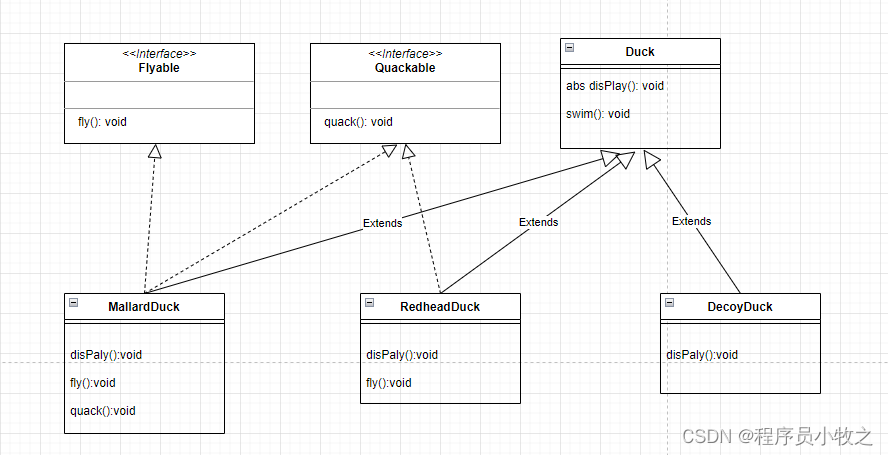 <<Interface>>
Flyable
fly(): void
<<Interface>>
Quackable
quack(): void
Duck
abs disPlay(): void
swim(): void
Extends
Extends
Extends
MallardDuck
disPaly():void
fly():void
quack():void
RedheadDuck
disPaly():void
fly():void
DecoyDuck
disPaly():void
CSDN @程序员小牧之